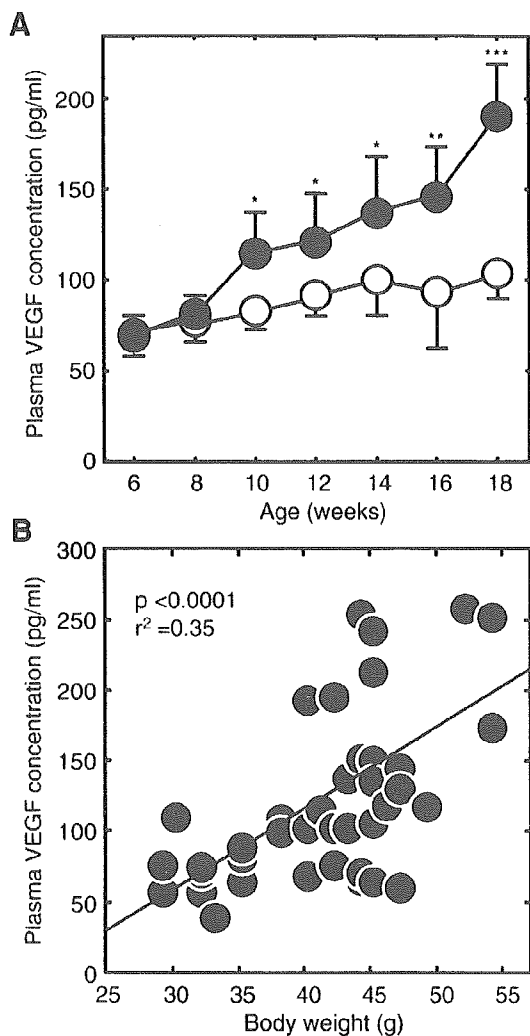 A
Plasma VEGF concentration (pg/ml)
200
150
100
50
0
*
*
*
**
***
6 8 10 12 14 16 18
Age (weeks)
B
Plasma VEGF concentration (pg/ml)
300
250
200
150
100
50
0
p <0.0001
r² =0.35
25 30 35 40 45 50 55
Body weight (g)